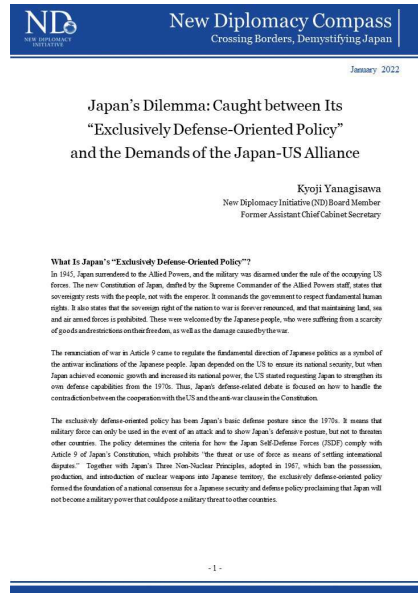 ND
NEW DIPLOMACY
INITIATIVE
New Diplomacy Compass
Crossing Borders, Demystifying Japan
January 2022
Japan's Dilemma: Caught between Its
“Exclusively Defense-Oriented Policy”
and the Demands of the Japan-US Alliance
Kyoji Yanagisawa
New Diplomacy Initiative (ND) Board Member
Former Assistant Chief Cabinet Secretary
What Is Japan's “Exclusively Defense-Oriented Policy”?
In 1945, Japan surrendered to the Allied Powers, and the military was disarmed under the rule of the occupying US
forces. The new Constitution of Japan, drafted by the Supreme Commander of the Allied Powers staff, states that
sovereignty rests with the people, not with the emperor. It commands the government to respect fundamental human
rights. It also states that the sovereign right of the nation to war is forever renounced, and that maintaining land, sea
and air armed forces is prohibited. These were welcomed by the Japanese people, who were suffering from a scarcity
of goods and restrictions on their freedom, as well as the damage caused by the war.
The renunciation of war in Article 9 came to regulate the fundamental direction of Japanese politics as a symbol of
the antiwar inclinations of the Japanese people. Japan depended on the US to ensure its national security, but when
Japan achieved economic growth and increased its national power, the US started requesting Japan to strengthen its
own defense capabilities from the 1970s. Thus, Japan's defense-related debate is focused on how to handle the
contradiction between the cooperation with the US and the anti-war clause in the Constitution.
The exclusively defense-oriented policy has been Japan's basic defense posture since the 1970s. It means that
military force can only be used in the event of an attack and to show Japan's defensive posture, but not to threaten
other countries. The policy determines the criteria for how the Japan Self-Defense Forces (JSDF) comply with
Article 9 of Japan's Constitution, which prohibits “the threat or use of force as means of settling international
disputes.” Together with Japan's Three Non-Nuclear Principles, adopted in 1967, which ban the possession,
production, and introduction of nuclear weapons into Japanese territory, the exclusively defense-oriented policy
formed the foundation of a national consensus for a Japanese security and defense policy proclaiming that Japan will
not become a military power that could pose a military threat to other countries.
- 1 -